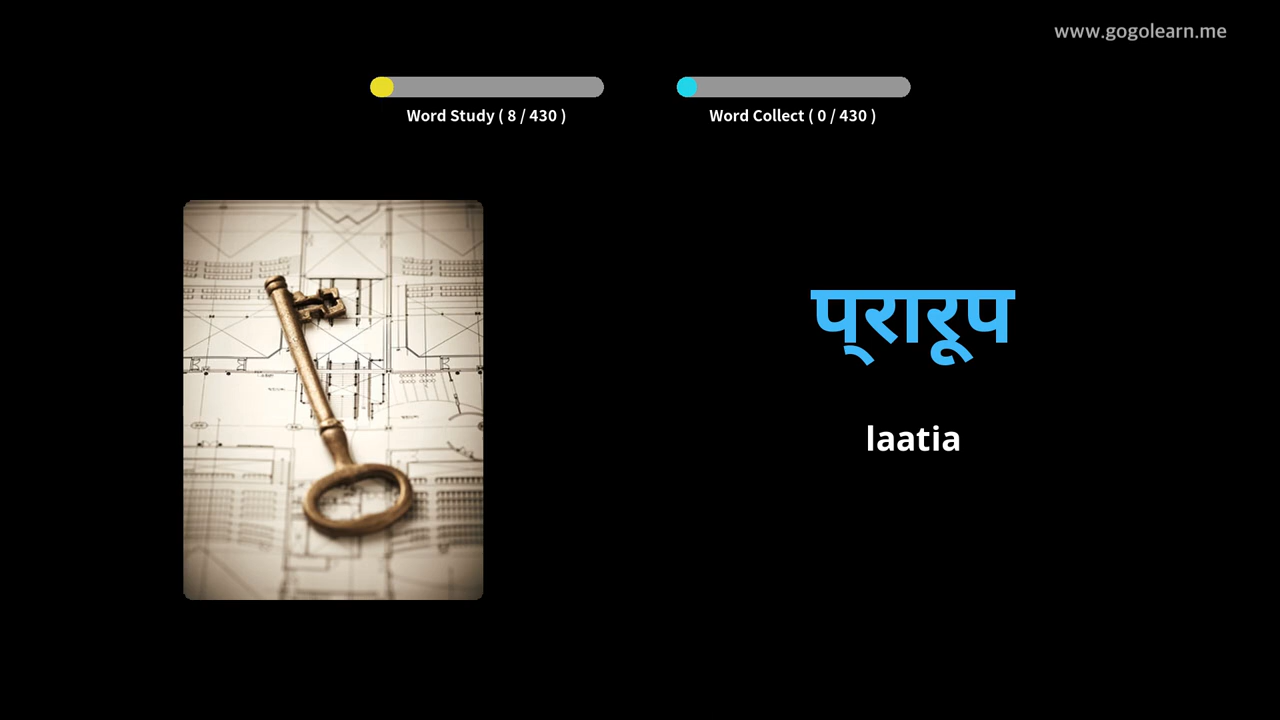 www.gogolearn.me
Word Study ( 8 / 430 )
Word Collect ( 0 / 430 )
प्रारूप
laatia